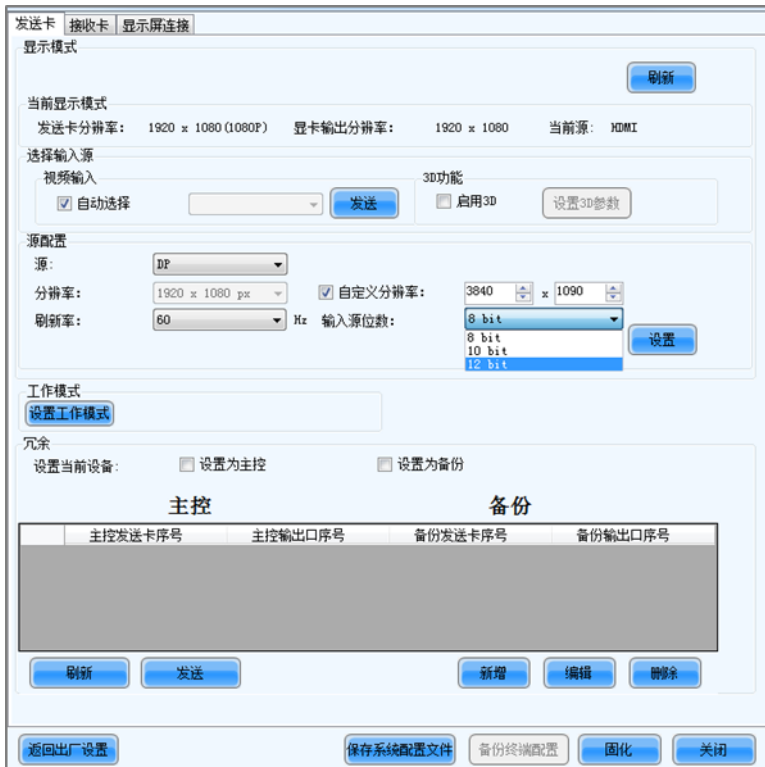 发送卡 接收卡 显示屏连接
显示模式
刷新
当前显示模式
发送卡分辨率： 1920 x 1080(1080P) 显卡输出分辨率： 1920 x 1080 当前源： HDMI
选择输入源
视频输入 3D功能
自动选择 发送 启用3D 设置3D参数
源配置
源： DP
分辨率： 1920 x 1080 px 自定义分辨率： 3840 x 1090
刷新率： 60 Hz 输入源位数： 8 bit
8 bit
设置
10 bit
12 bit
工作模式
设置工作模式
冗余
设置当前设备： 设置为主控 设置为备份
主控 备份
主控发送卡序号 主控输出口序号 备份发送卡序号 备份输出口序号
刷新 发送 新增 编辑 删除
返回出厂设置 保存系统配置文件 备份终端配置 固化 关闭